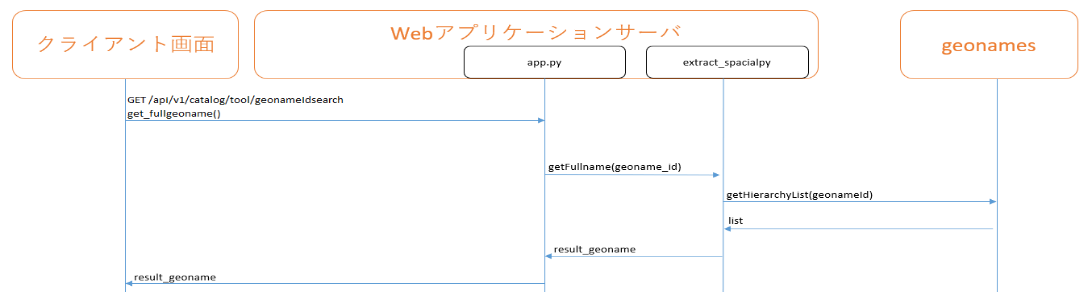 クライアント画面
Webアプリケーションサーバ
geonames
app.py
extract_spacialpy
GET /api/v1/catalog/tool/geonameIdsearch
get_fullgeoname()
getFullname(geoname_id)
getHierarchyList(geonameId)
list
result_geoname
result_geoname